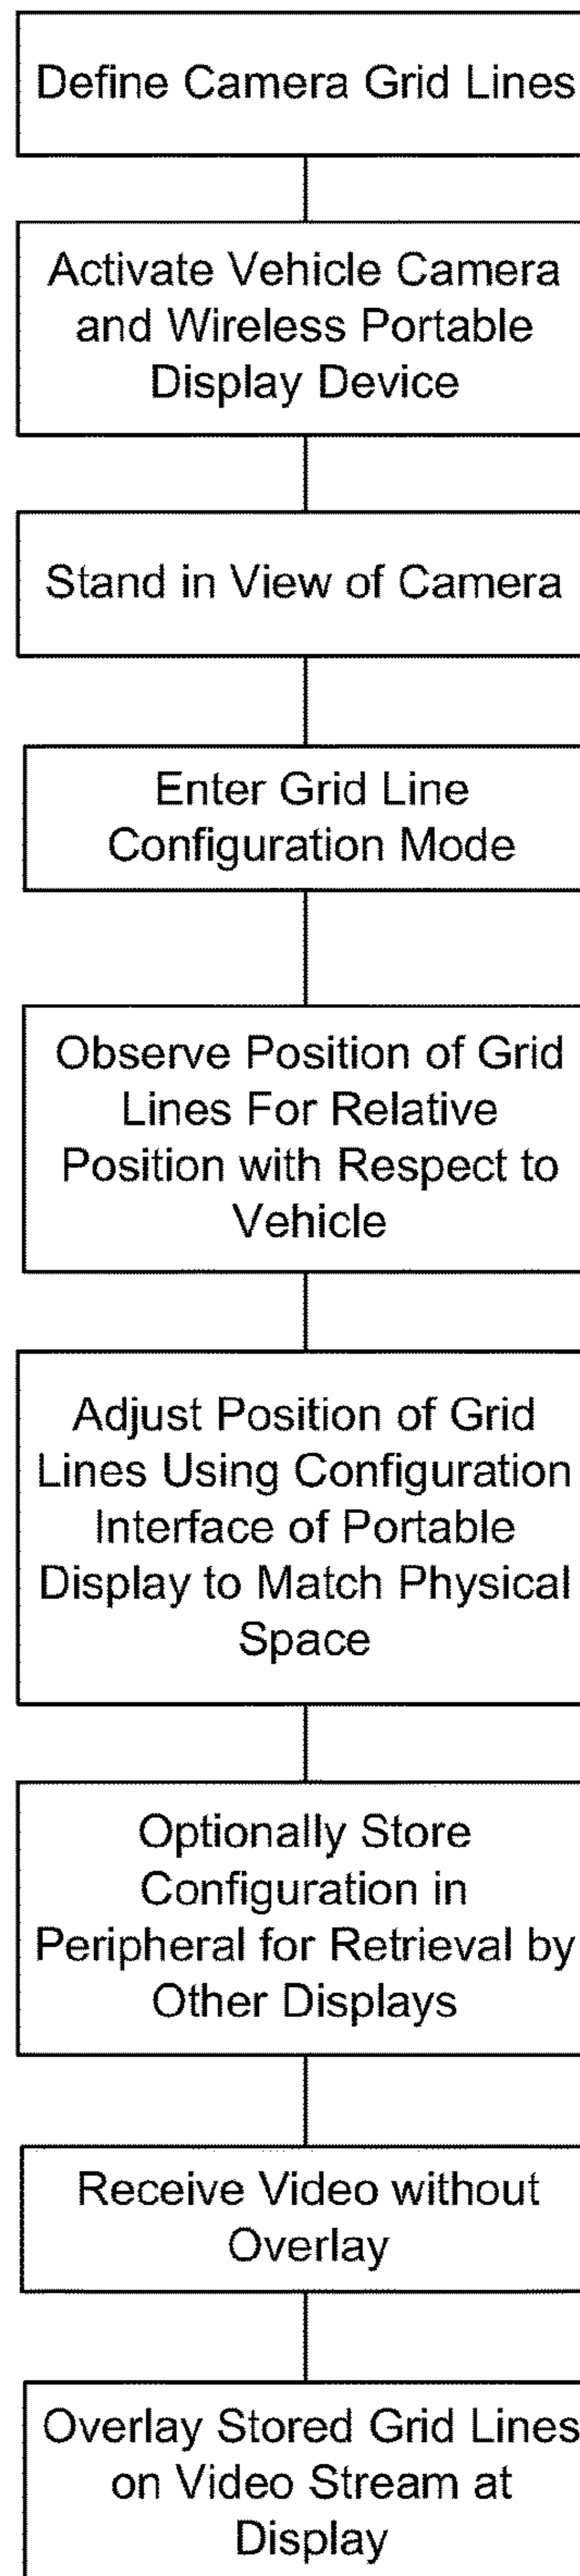 Define Camera Grid Lines
Activate Vehicle Camera
and Wireless Portable
Display Device
Stand in View of Camera
Enter Grid Line
Configuration Mode
Observe Position of Grid
Lines For Relative
Position with Respect to
Vehicle
Adjust Position of Grid
Lines Using Configuration
Interface of Portable
Display to Match Physical
Space
Optionally Store
Configuration in
Peripheral for Retrieval by
Other Displays
Receive Video without
Overlay
Overlay Stored Grid Lines
on Video Stream at
Display